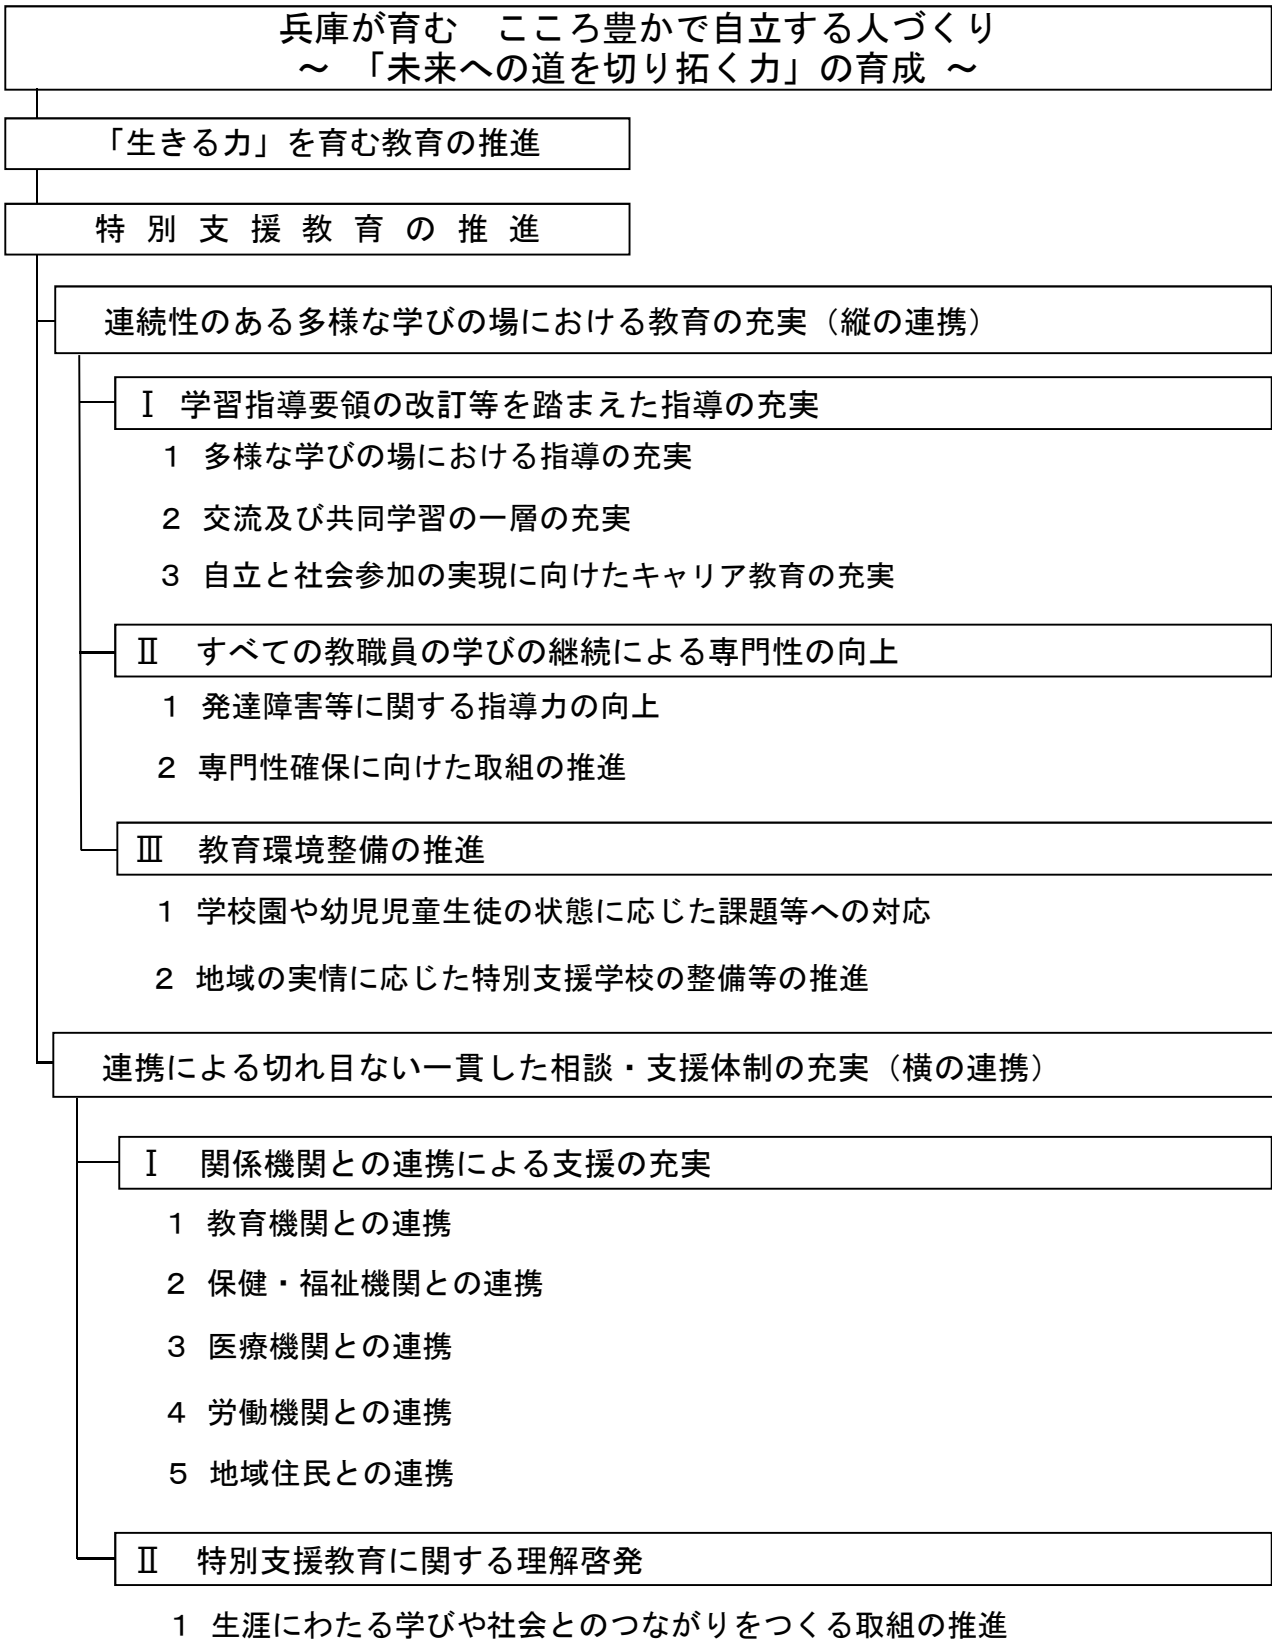 兵庫が育む　こころ豊かで自立する人づくり
～　「未来への道を切り拓く力」の育成　～
「生きる力」を育む教育の推進
特別支援教育の推進
連続性のある多様な学びの場における教育の充実（縦の連携）
Ⅰ 学習指導要領の改訂等を踏まえた指導の充実
１ 多様な学びの場における指導の充実
２ 交流及び共同学習の一層の充実
３ 自立と社会参加の実現に向けたキャリア教育の充実
Ⅱ すべての教職員の学びの継続による専門性の向上
１ 発達障害等に関する指導力の向上
２ 専門性確保に向けた取組の推進
Ⅲ 教育環境整備の推進
１ 学校園や幼児児童生徒の状態に応じた課題等への対応
２ 地域の実情に応じた特別支援学校の整備等の推進
連携による切れ目ない一貫した相談・支援体制の充実（横の連携）
Ⅰ 関係機関との連携による支援の充実
１ 教育機関との連携
２ 保健・福祉機関との連携
３ 医療機関との連携
４ 労働機関との連携
５ 地域住民との連携
Ⅱ 特別支援教育に関する理解啓発
１ 生涯にわたる学びや社会とのつながりをつくる取組の推進